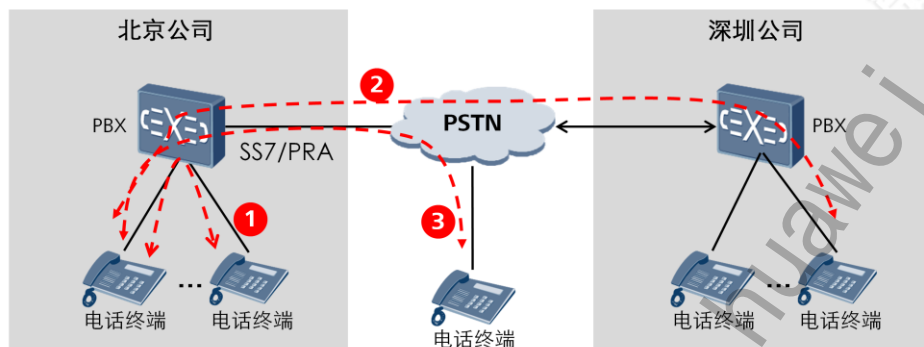 北京公司
深圳公司
2
PBX
PSTN
PBX
SS7/PRA
1
3
...
...
电话终端
电话终端
电话终端
电话终端
电话终端
huawei